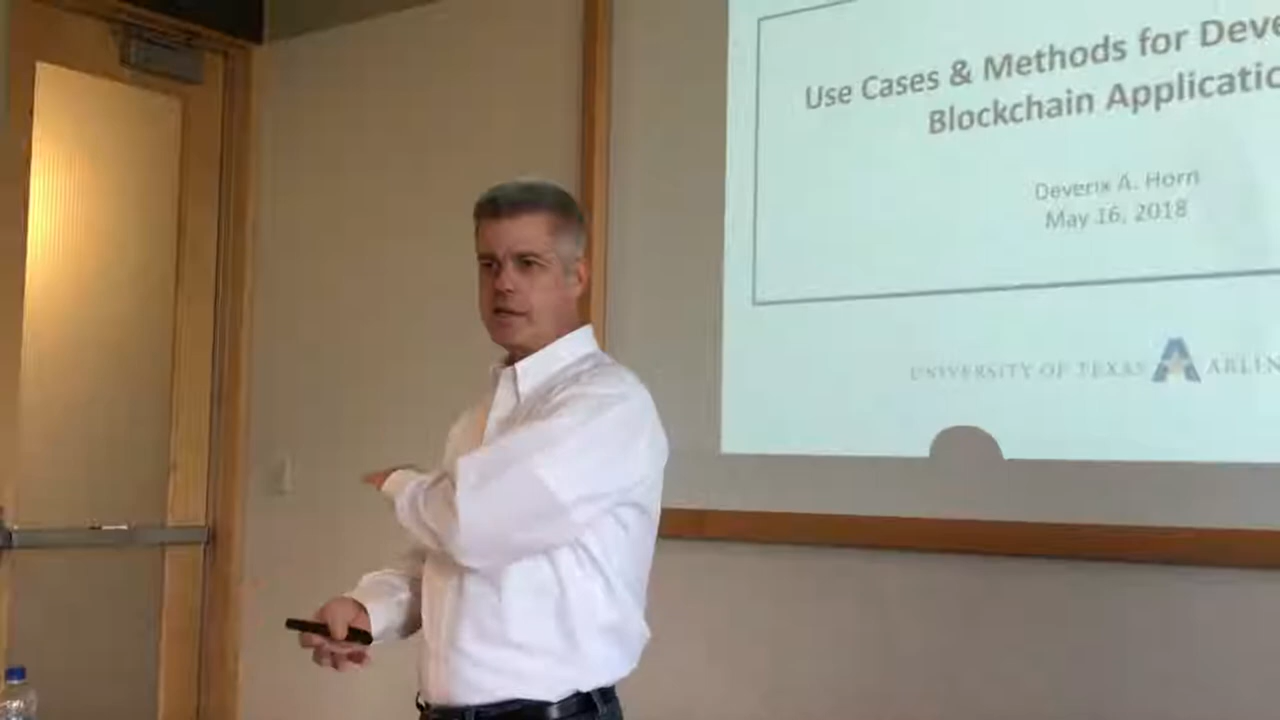 Use Cases & Methods for Deve
Blockchain Applicatio
Deverix A. Horn
May 16, 2018
UNIVERSITY OF TEXAS A ARLIN